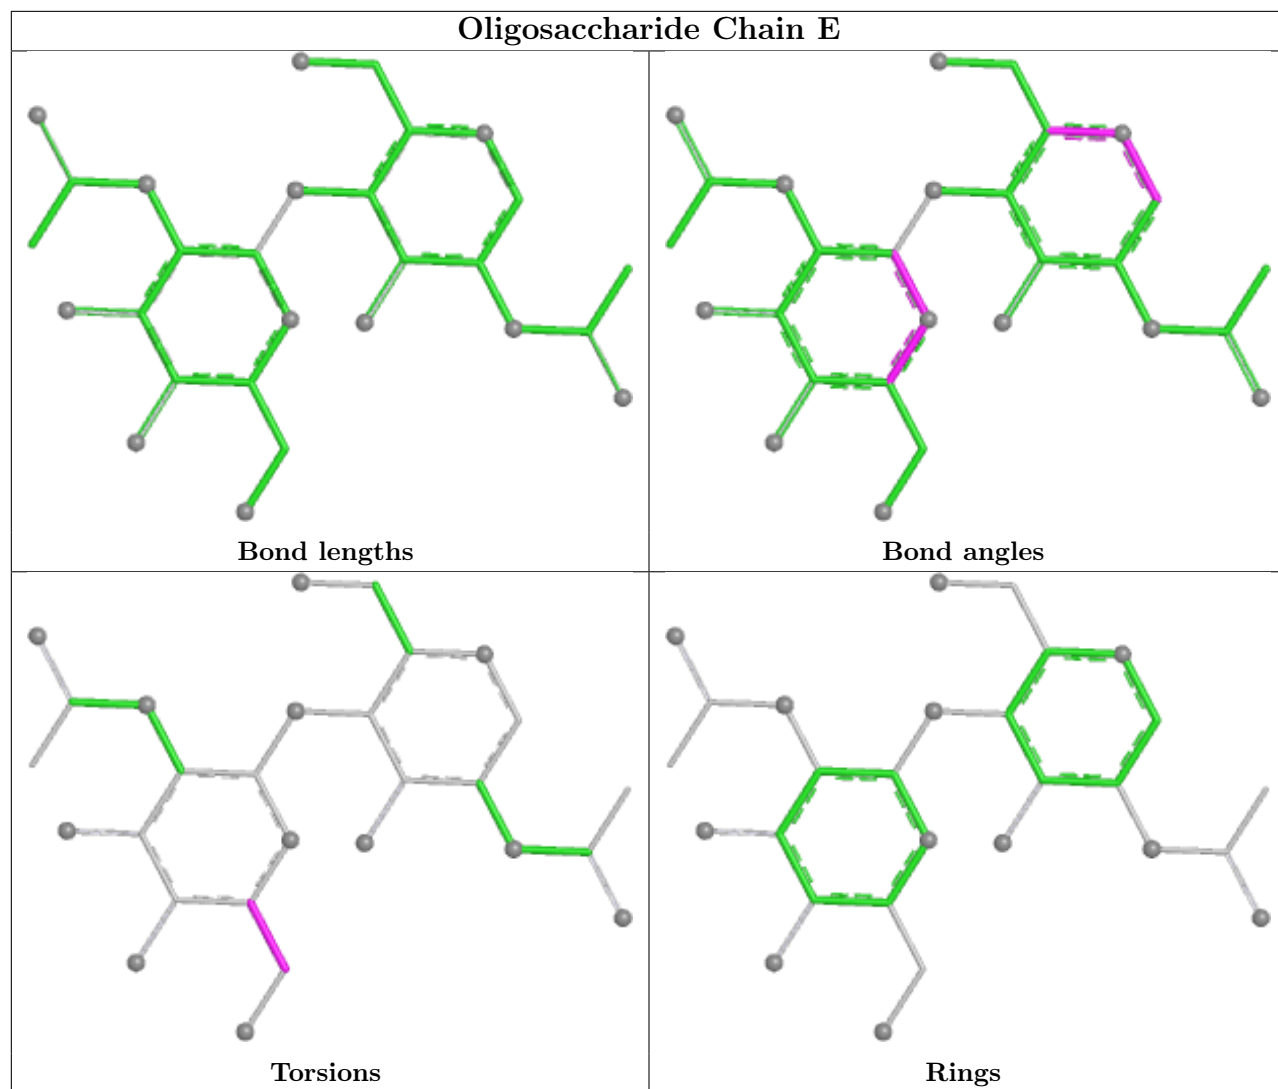 Oligosaccharide Chain E
Bond lengths
Bond angles
Torsions
Rings